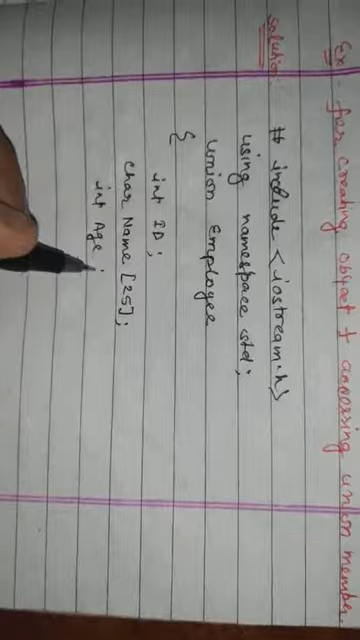 Ex - for creating object & accessing union member.
Solution:
# include <iostream.h>
using namespace std;
union Employee
{
int ID;
char Name [25];
int Age ;